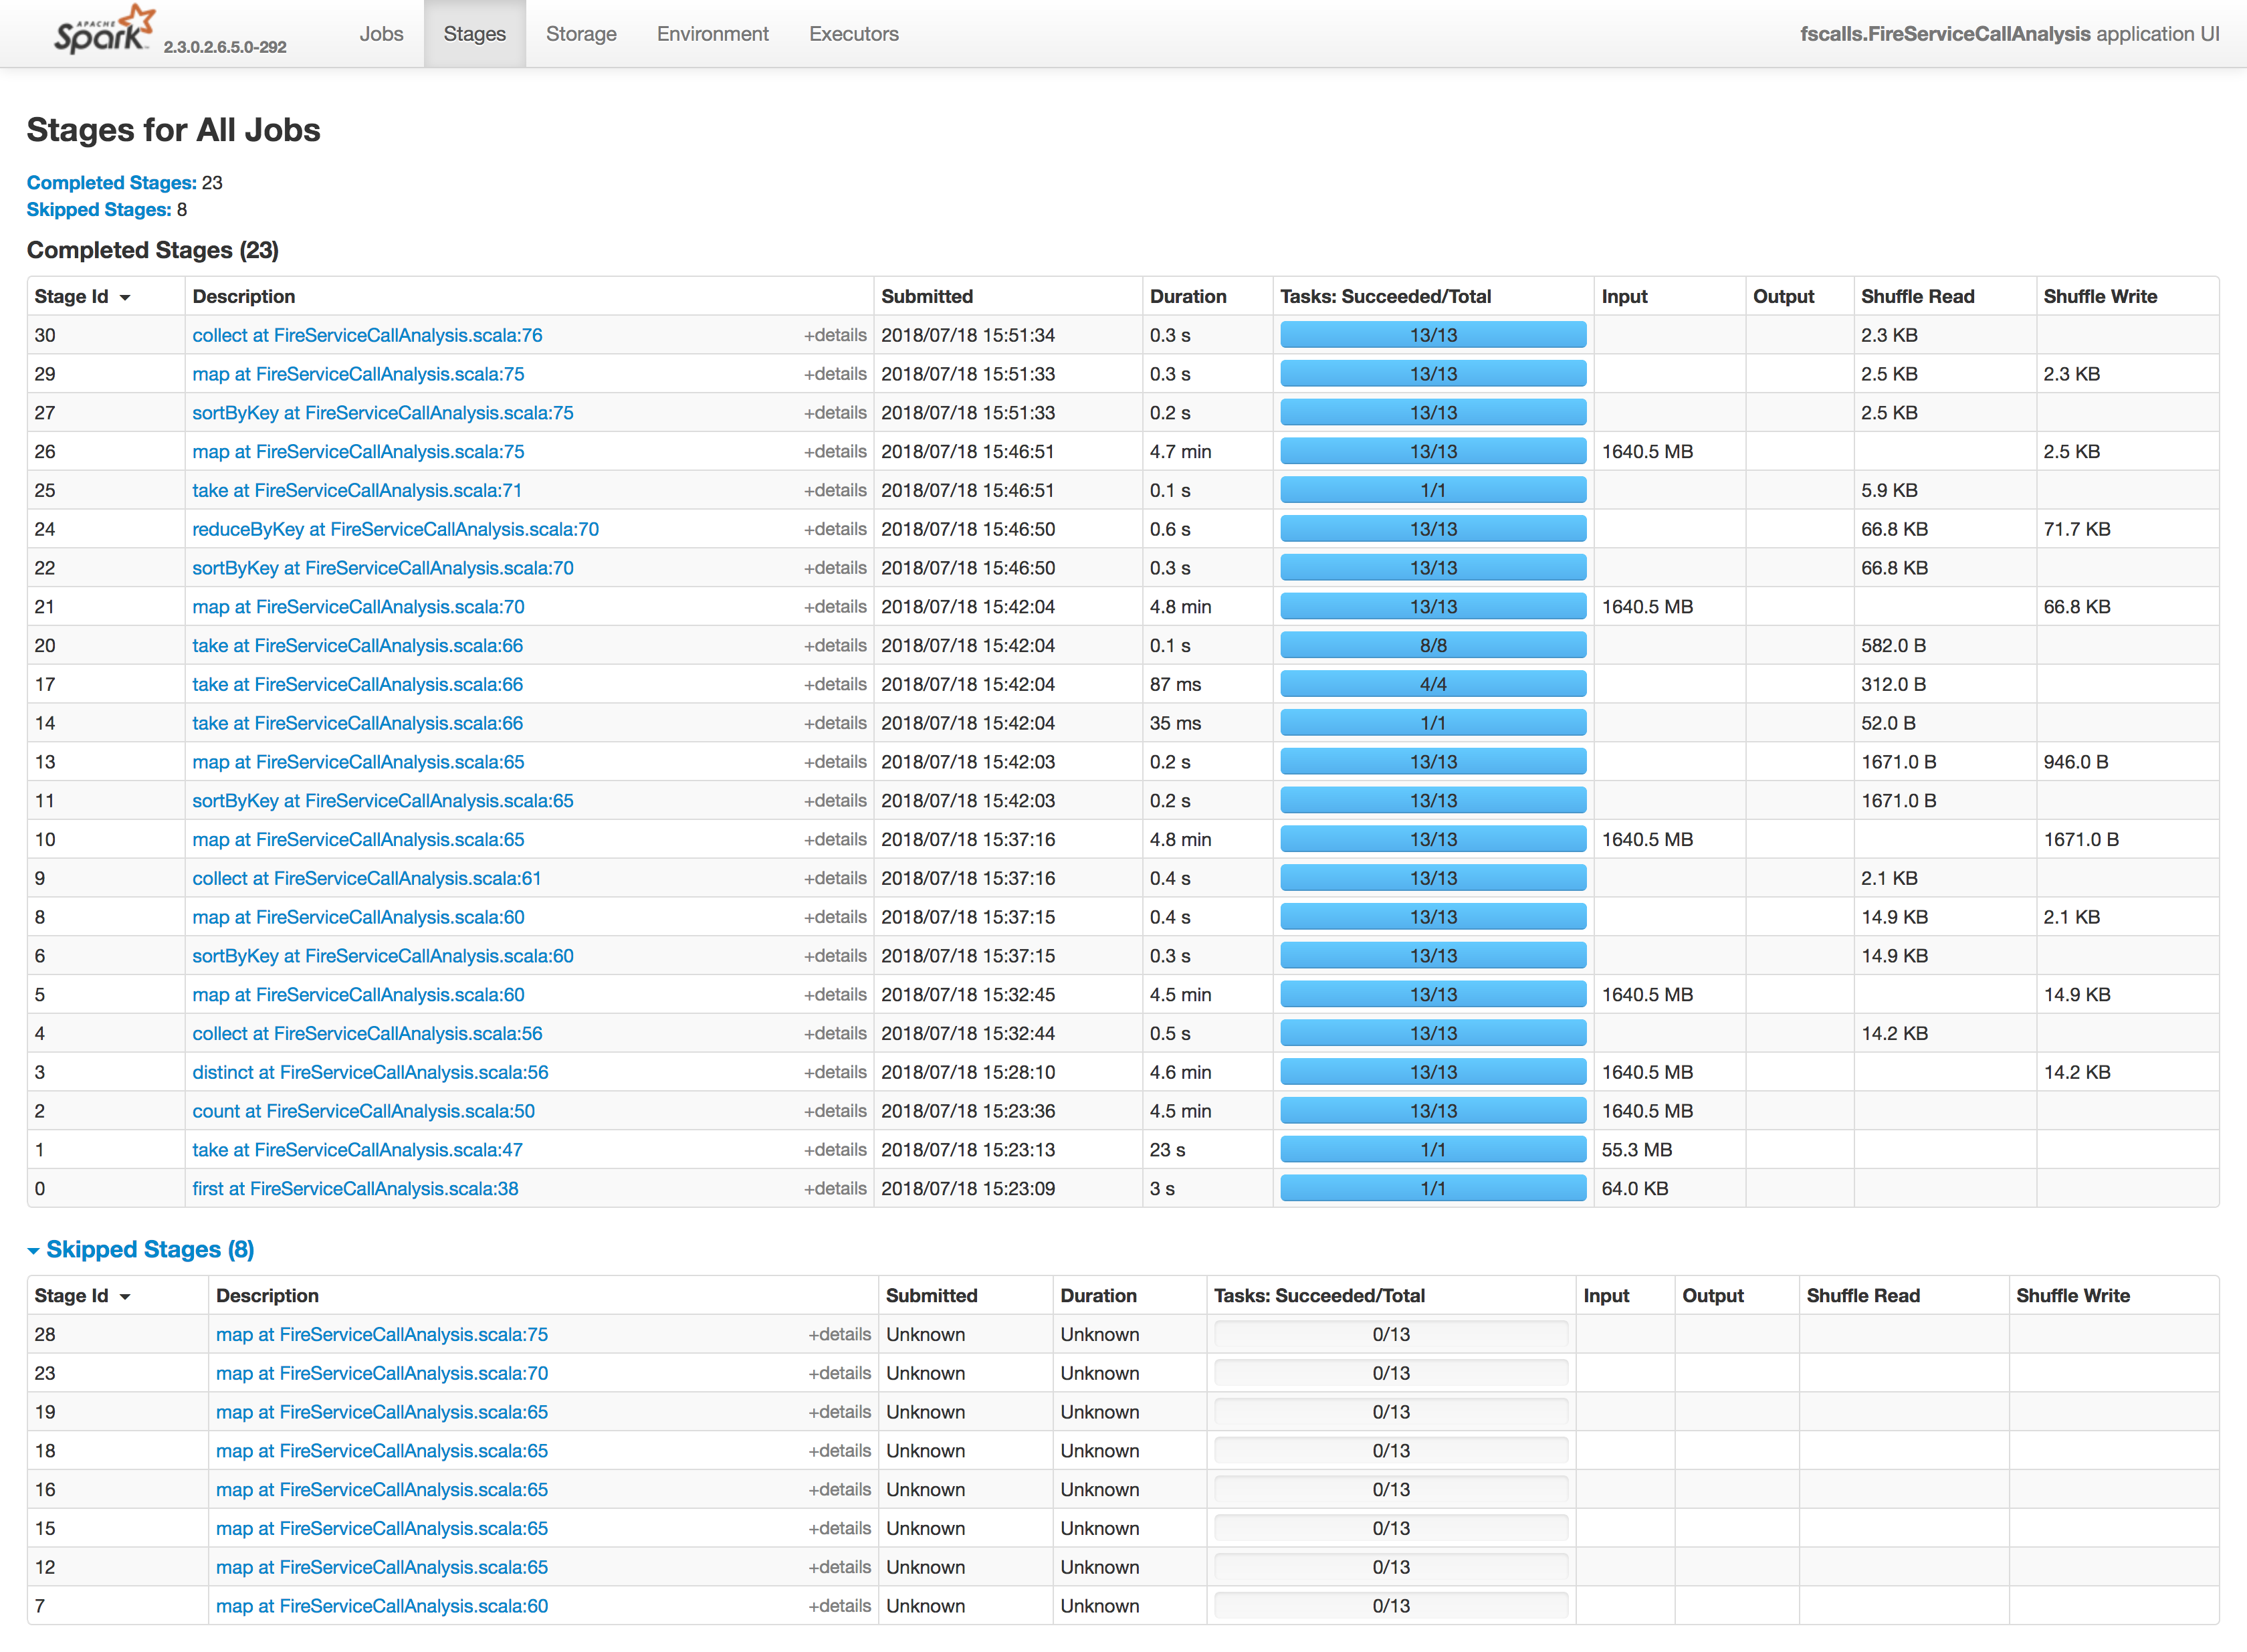 APACHE Spark 2.3.0.2.6.5.0-292 Jobs Stages Storage Environment Executors fscalls.FireServiceCallAnalysis application UI
Stages for All Jobs
Completed Stages: 23
Skipped Stages: 8
Completed Stages (23)
Stage Id Description Submitted Duration Tasks: Succeeded/Total Input Output Shuffle Read Shuffle Write
30 collect at FireServiceCallAnalysis.scala:76 +details 2018/07/18 15:51:34 0.3 s 13/13 2.3 KB
29 map at FireServiceCallAnalysis.scala:75 +details 2018/07/18 15:51:33 0.3 s 13/13 2.5 KB 2.3 KB
27 sortByKey at FireServiceCallAnalysis.scala:75 +details 2018/07/18 15:51:33 0.2 s 13/13 2.5 KB
26 map at FireServiceCallAnalysis.scala:75 +details 2018/07/18 15:46:51 4.7 min 13/13 1640.5 MB 2.5 KB
25 take at FireServiceCallAnalysis.scala:71 +details 2018/07/18 15:46:51 0.1 s 1/1 5.9 KB
24 reduceByKey at FireServiceCallAnalysis.scala:70 +details 2018/07/18 15:46:50 0.6 s 13/13 66.8 KB 71.7 KB
22 sortByKey at FireServiceCallAnalysis.scala:70 +details 2018/07/18 15:46:50 0.3 s 13/13 66.8 KB
21 map at FireServiceCallAnalysis.scala:70 +details 2018/07/18 15:42:04 4.8 min 13/13 1640.5 MB 66.8 KB
20 take at FireServiceCallAnalysis.scala:66 +details 2018/07/18 15:42:04 0.1 s 8/8 582.0 B
17 take at FireServiceCallAnalysis.scala:66 +details 2018/07/18 15:42:04 87 ms 4/4 312.0 B
14 take at FireServiceCallAnalysis.scala:66 +details 2018/07/18 15:42:04 35 ms 1/1 52.0 B
13 map at FireServiceCallAnalysis.scala:65 +details 2018/07/18 15:42:03 0.2 s 13/13 1671.0 B 946.0 B
11 sortByKey at FireServiceCallAnalysis.scala:65 +details 2018/07/18 15:42:03 0.2 s 13/13 1671.0 B
10 map at FireServiceCallAnalysis.scala:65 +details 2018/07/18 15:37:16 4.8 min 13/13 1640.5 MB 1671.0 B
9 collect at FireServiceCallAnalysis.scala:61 +details 2018/07/18 15:37:16 0.4 s 13/13 2.1 KB
8 map at FireServiceCallAnalysis.scala:60 +details 2018/07/18 15:37:15 0.4 s 13/13 14.9 KB 2.1 KB
6 sortByKey at FireServiceCallAnalysis.scala:60 +details 2018/07/18 15:37:15 0.3 s 13/13 14.9 KB
5 map at FireServiceCallAnalysis.scala:60 +details 2018/07/18 15:32:45 4.5 min 13/13 1640.5 MB 14.9 KB
4 collect at FireServiceCallAnalysis.scala:56 +details 2018/07/18 15:32:44 0.5 s 13/13 14.2 KB
3 distinct at FireServiceCallAnalysis.scala:56 +details 2018/07/18 15:28:10 4.6 min 13/13 1640.5 MB 14.2 KB
2 count at FireServiceCallAnalysis.scala:50 +details 2018/07/18 15:23:36 4.5 min 13/13 1640.5 MB
1 take at FireServiceCallAnalysis.scala:47 +details 2018/07/18 15:23:13 23 s 1/1 55.3 MB
0 first at FireServiceCallAnalysis.scala:38 +details 2018/07/18 15:23:09 3 s 1/1 64.0 KB
Skipped Stages (8)
Stage Id Description Submitted Duration Tasks: Succeeded/Total Input Output Shuffle Read Shuffle Write
28 map at FireServiceCallAnalysis.scala:75 +details Unknown Unknown 0/13
23 map at FireServiceCallAnalysis.scala:70 +details Unknown Unknown 0/13
19 map at FireServiceCallAnalysis.scala:65 +details Unknown Unknown 0/13
18 map at FireServiceCallAnalysis.scala:65 +details Unknown Unknown 0/13
16 map at FireServiceCallAnalysis.scala:65 +details Unknown Unknown 0/13
15 map at FireServiceCallAnalysis.scala:65 +details Unknown Unknown 0/13
12 map at FireServiceCallAnalysis.scala:65 +details Unknown Unknown 0/13
7 map at FireServiceCallAnalysis.scala:60 +details Unknown Unknown 0/13